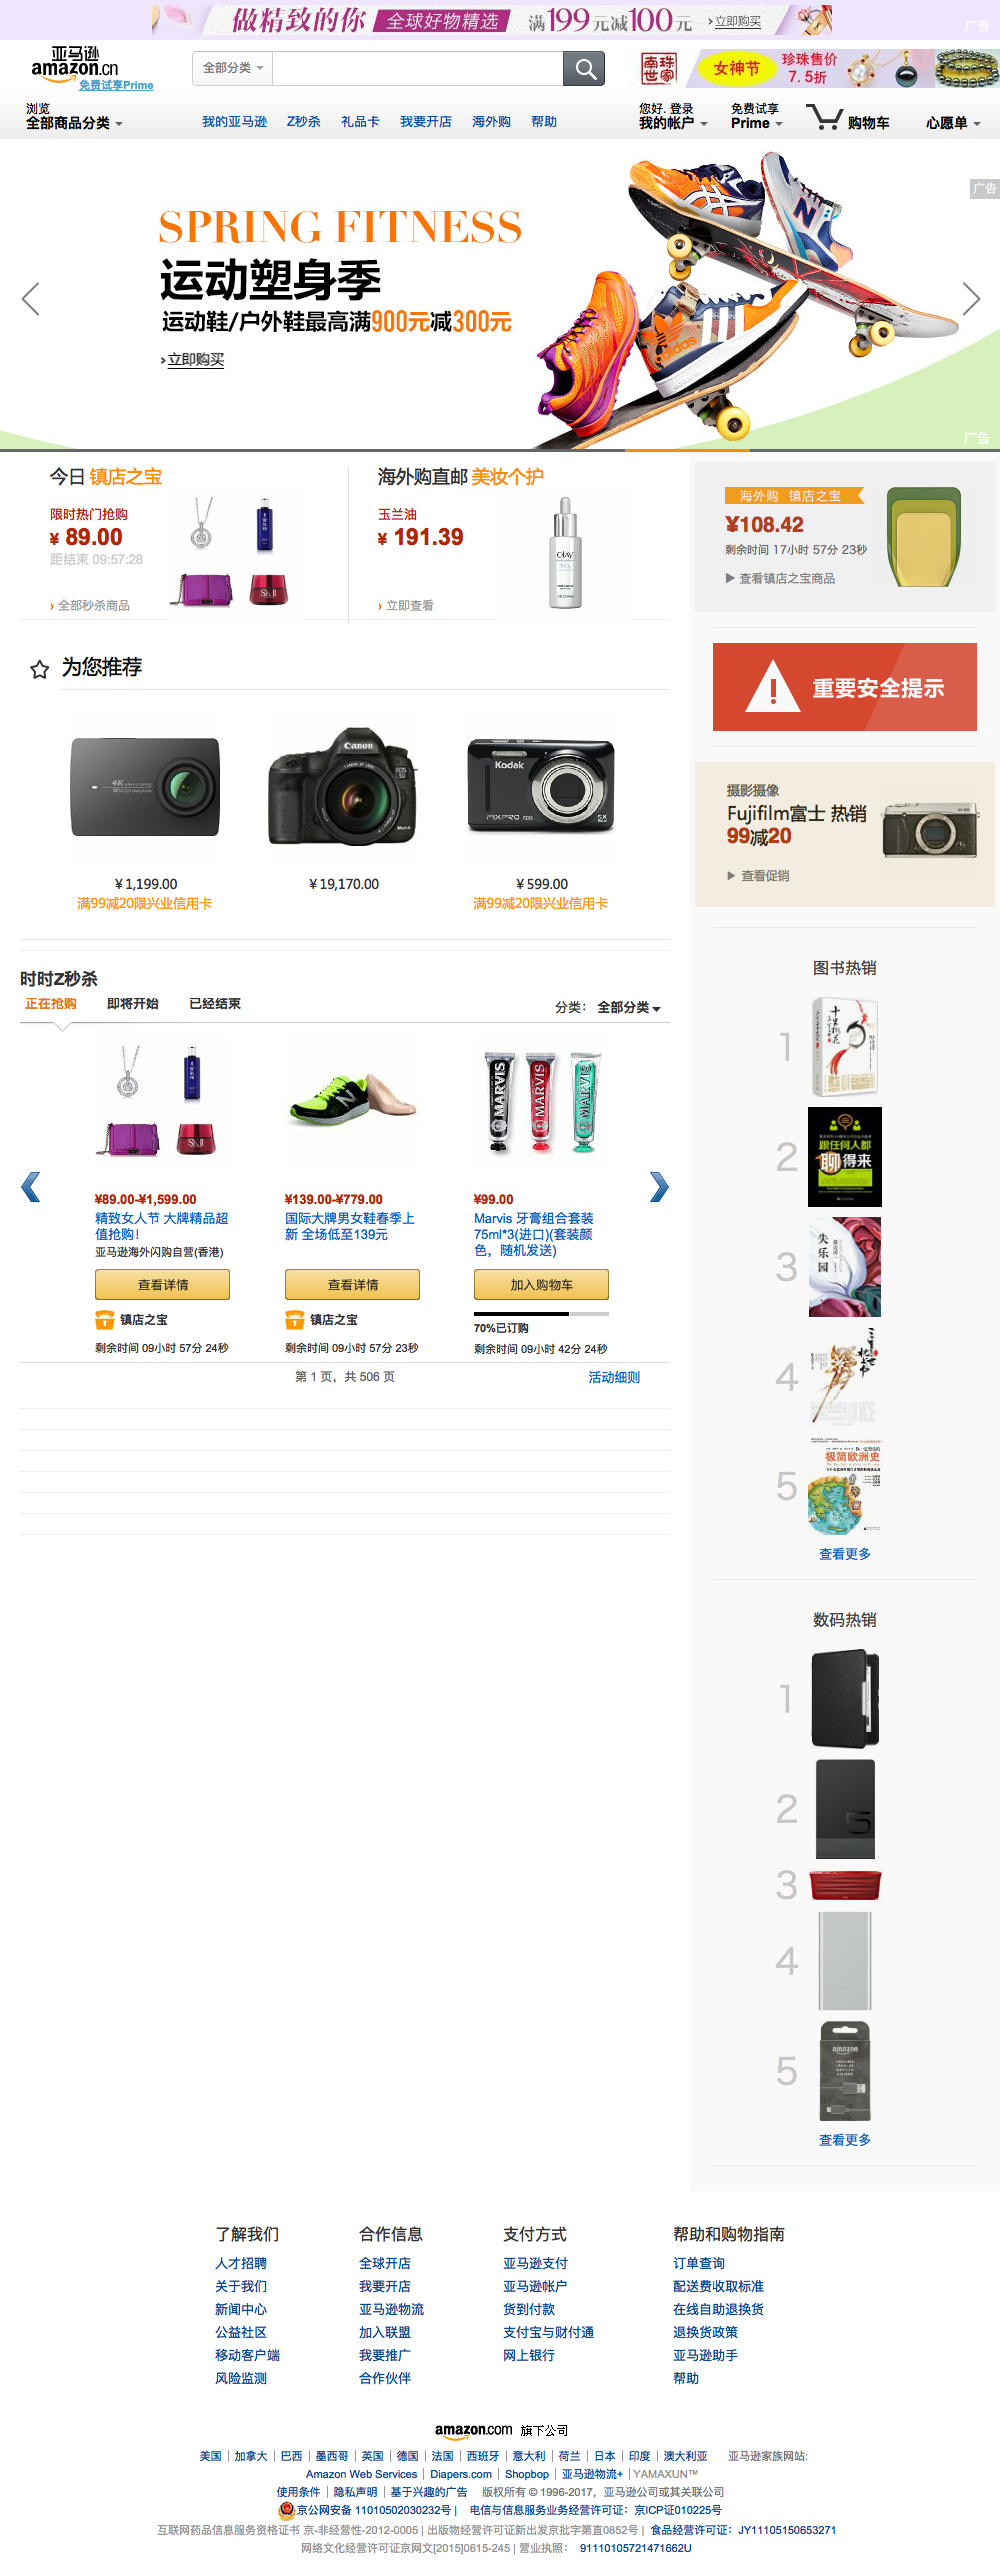 做精致的你 全球好物精选 满199元减100元 ›立即购买
广告
亚马逊
amazon.cn
免费试享Prime
全部分类
南珠世家
女神节
珍珠售价
7.5折
浏览
全部商品分类
我的亚马逊 Z秒杀 礼品卡 我要开店 海外购 帮助
您好, 登录
我的帐户
免费试享
Prime
购物车
心愿单
广告
SPRING FITNESS
运动塑身季
运动鞋/户外鞋最高满900元减300元
›立即购买
广告
今日 镇店之宝
限时热门抢购
¥ 89.00
距结束 09:57:28
› 全部秒杀商品
海外购直邮 美妆个护
玉兰油
¥ 191.39
› 立即查看
OLAY
海外购 镇店之宝
¥108.42
剩余时间 17小时 57分 23秒
▶ 查看镇店之宝商品
重要安全提示
为您推荐
4K
Canon
Kodak
PIXPRO
¥ 1,199.00
满99减20限兴业信用卡
¥ 19,170.00
¥ 599.00
满99减20限兴业信用卡
摄影摄像
Fujifilm富士 热销
99减20
▶ 查看促销
时时Z秒杀
正在抢购 即将开始 已经结束
分类: 全部分类
SK-II
MARVIS MARVIS MARVIS
¥89.00-¥1,599.00
精致女人节 大牌精品超
值抢购!
亚马逊海外闪购自营(香港)
查看详情
镇店之宝
剩余时间 09小时 57分 24秒
¥139.00-¥779.00
国际大牌男女鞋春季上
新 全场低至139元
查看详情
镇店之宝
剩余时间 09小时 57分 23秒
¥99.00
Marvis 牙膏组合套装
75ml*3(进口)(套装颜
色，随机发送)
加入购物车
70%已订购
剩余时间 09小时 42分 24秒
第 1 页，共 506 页
活动细则
图书热销
1
2
跟任何人都
聊得来
3
失乐园
4
5
极简欧洲史
查看更多
数码热销
1
2
3
4
5
amazon
查看更多
了解我们
人才招聘
关于我们
新闻中心
公益社区
移动客户端
风险监测
合作信息
全球开店
我要开店
亚马逊物流
加入联盟
我要推广
合作伙伴
支付方式
亚马逊支付
亚马逊帐户
货到付款
支付宝与财付通
网上银行
帮助和购物指南
订单查询
配送费收取标准
在线自助退换货
退换货政策
亚马逊助手
帮助
amazon.com 旗下公司
美国 | 加拿大 | 巴西 | 墨西哥 | 英国 | 德国 | 法国 | 西班牙 | 意大利 | 荷兰 | 日本 | 印度 | 澳大利亚 亚马逊家族网站:
Amazon Web Services | Diapers.com | Shopbop | 亚马逊物流+ | YAMAXUN™
使用条件 | 隐私声明 | 基于兴趣的广告 版权所有 © 1996-2017，亚马逊公司或其关联公司
京公网安备 11010502030232号 | 电信与信息服务业务经营许可证：京ICP证010225号
互联网药品信息服务资格证书 京-非经营性-2012-0005 | 出版物经营许可证新出发京批字第直0852号 | 食品经营许可证：JY11105150653271
网络文化经营许可证京网文[2015]0615-245 | 营业执照： 91110105721471662U